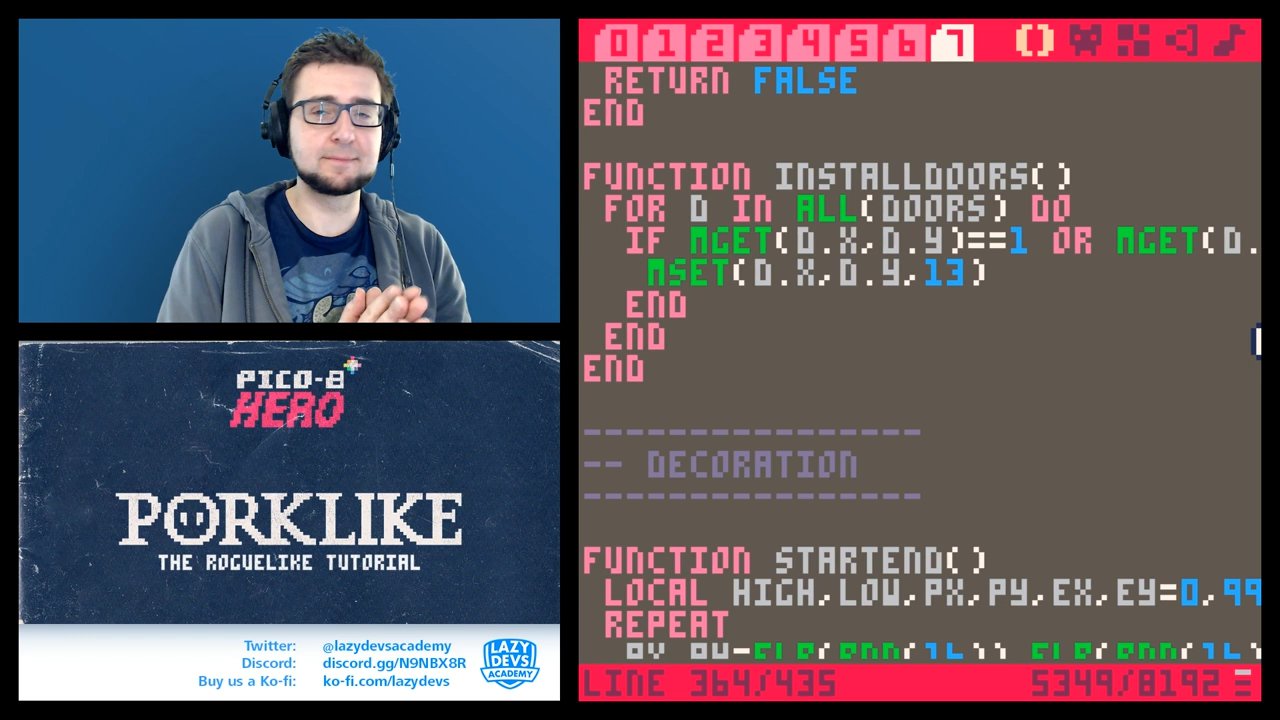 PICO-8
HERO
PORKLIKE
THE ROGUELIKE TUTORIAL
Twitter: @lazydevsacademy
Discord: discord.gg/N9NBX8R
Buy us a Ko-fi: ko-fi.com/lazydevs
LAZY
DEVS
ACADEMY
0 1 2 3 4 5 6 7 ()
RETURN FALSE
END
FUNCTION INSTALLDOORS()
FOR D IN ALL(DOORS) DO
IF MGET(D.X,D.Y)==1 OR MGET(D.
MSET(D.X,D.Y,13)
END
END
END
----------------
-- DECORATION
----------------
FUNCTION STARTEND()
LOCAL HIGH,LOW,PX,PY,EX,EY=0,99
REPEAT
LINE 364/435 5349/8192